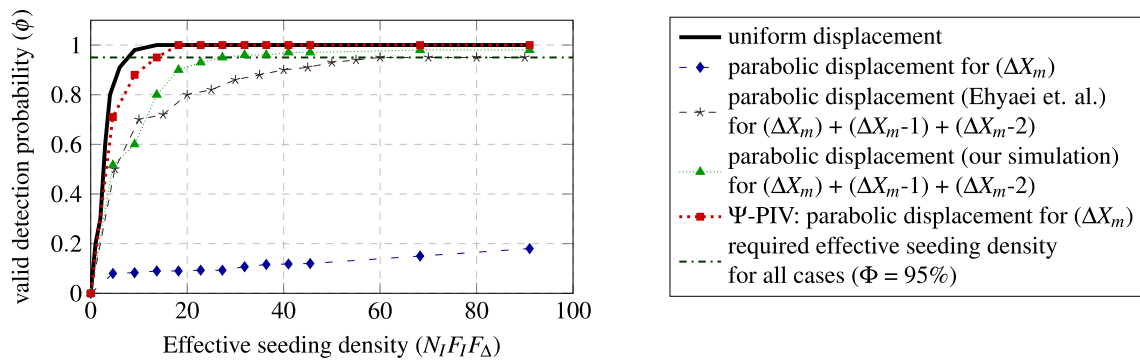 valid detection probability (ϕ)
1
0.8
0.6
0.4
0.2
0
0
20
40
60
80
100
Effective seeding density (N_I F_I F_Δ)
uniform displacement
parabolic displacement for (ΔX_m)
parabolic displacement (Ehyaei et. al.)
for (ΔX_m) + (ΔX_m-1) + (ΔX_m-2)
parabolic displacement (our simulation)
for (ΔX_m) + (ΔX_m-1) + (ΔX_m-2)
Ψ-PIV: parabolic displacement for (ΔX_m)
required effective seeding density
for all cases (Φ = 95%)